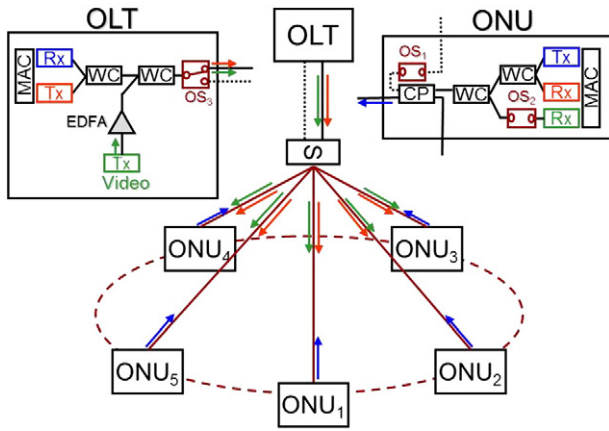 OLT
OLT
ONU
MAC
Rx
Tx
WC
WC
OS₃
EDFA
Tx
Video
OS₁
CP
WC
WC
OS₂
Tx
Rx
Rx
MAC
S
ONU₄
ONU₃
ONU₅
ONU₂
ONU₁